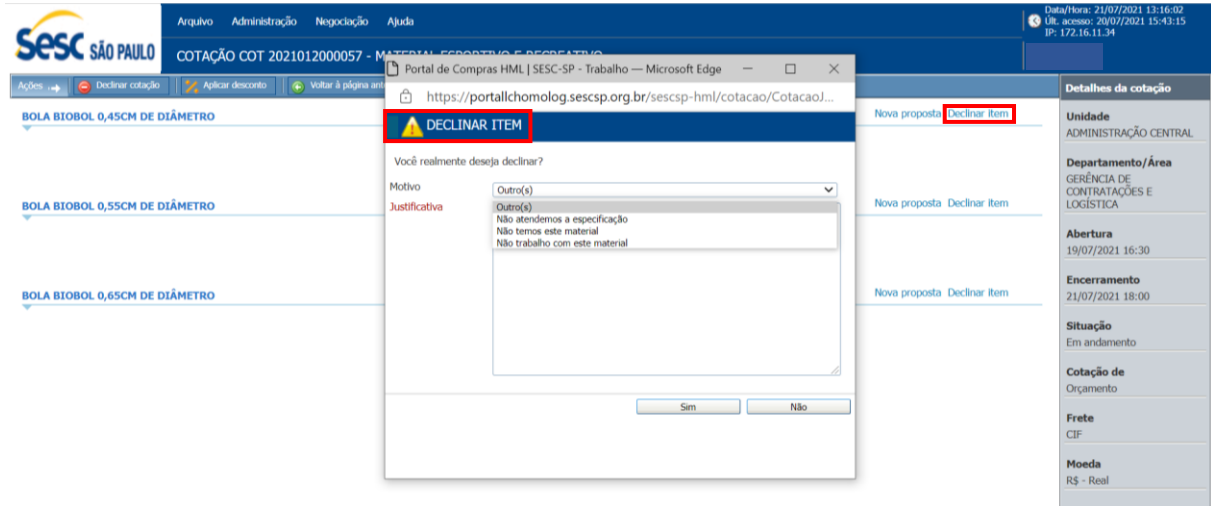 Sesc SÃO PAULO
Arquivo Administração Negociação Ajuda
Data/Hora: 21/07/2021 13:16:02
Últ. acesso: 20/07/2021 15:43:15
IP: 172.16.11.34
COTAÇÃO COT 2021012000057 - MATERIAL ESPORTIVO E RECREATIVO
Ações Declinar cotação Aplicar desconto Voltar à página ant
BOLA BIOBOL 0,45CM DE DIÂMETRO
Nova proposta Declinar item
BOLA BIOBOL 0,55CM DE D
Nova proposta Declinar item
BOLA BIOBOL 0,65CM DE DIÂMETRO
Nova proposta Declinar item
Portal de Compras HML | SESC-SP - Trabalho — Microsoft Edge
https://portallchomolog.sescsp.org.br/sescsp-hml/cotacao/CotacaoJ...
DECLINAR ITEM
Você realmente deseja declinar?
Motivo
Outro(s)
Justificativa
Outro(s)
Não atendemos a especificação
Não temos este material
Não trabalho com este material
Sim Não
Detalhes da cotação
Unidade
ADMINISTRAÇÃO CENTRAL
Departamento/Área
GERÊNCIA DE
CONTRATAÇÕES E
LOGÍSTICA
Abertura
19/07/2021 16:30
Encerramento
21/07/2021 18:00
Situação
Em andamento
Cotação de
Orçamento
Frete
CIF
Moeda
R$ - Real